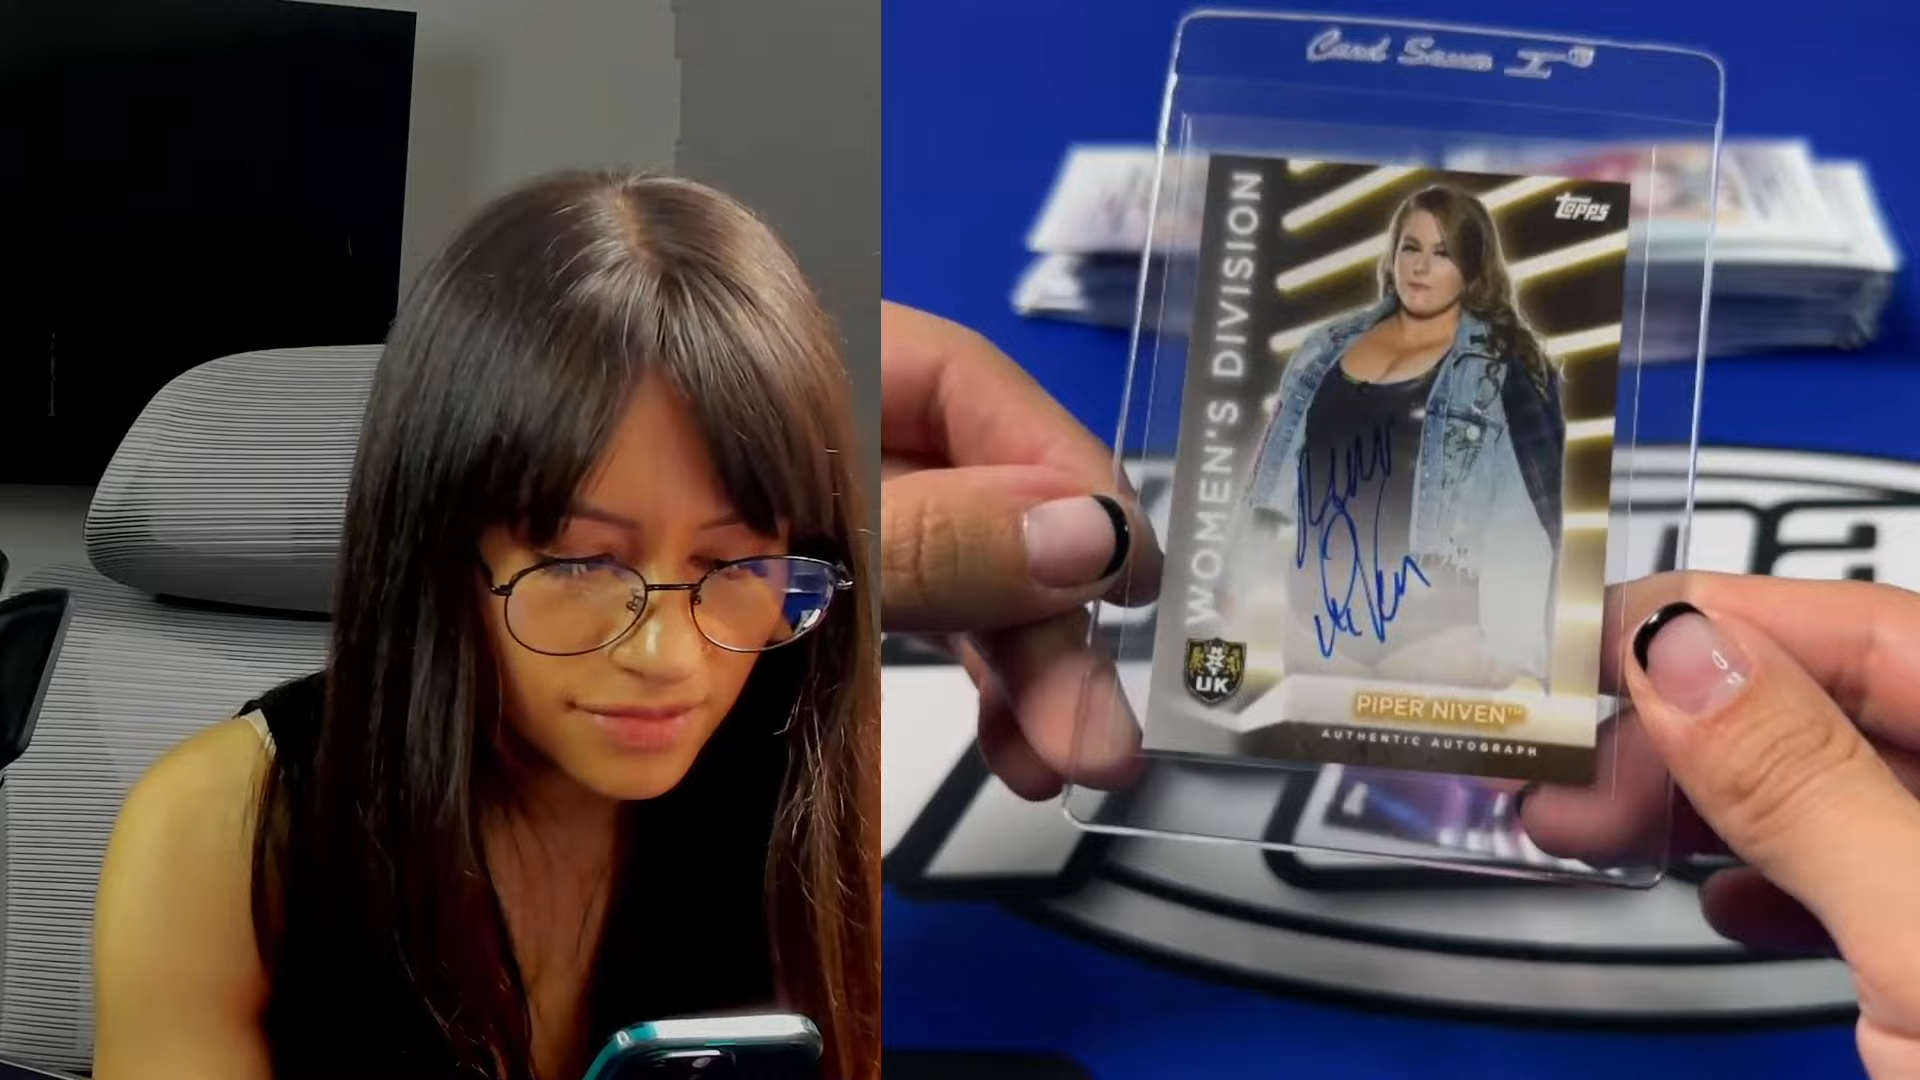 Card Saver I®
topps
WOMEN'S DIVISION
UK
PIPER NIVEN™
AUTHENTIC AUTOGRAPH